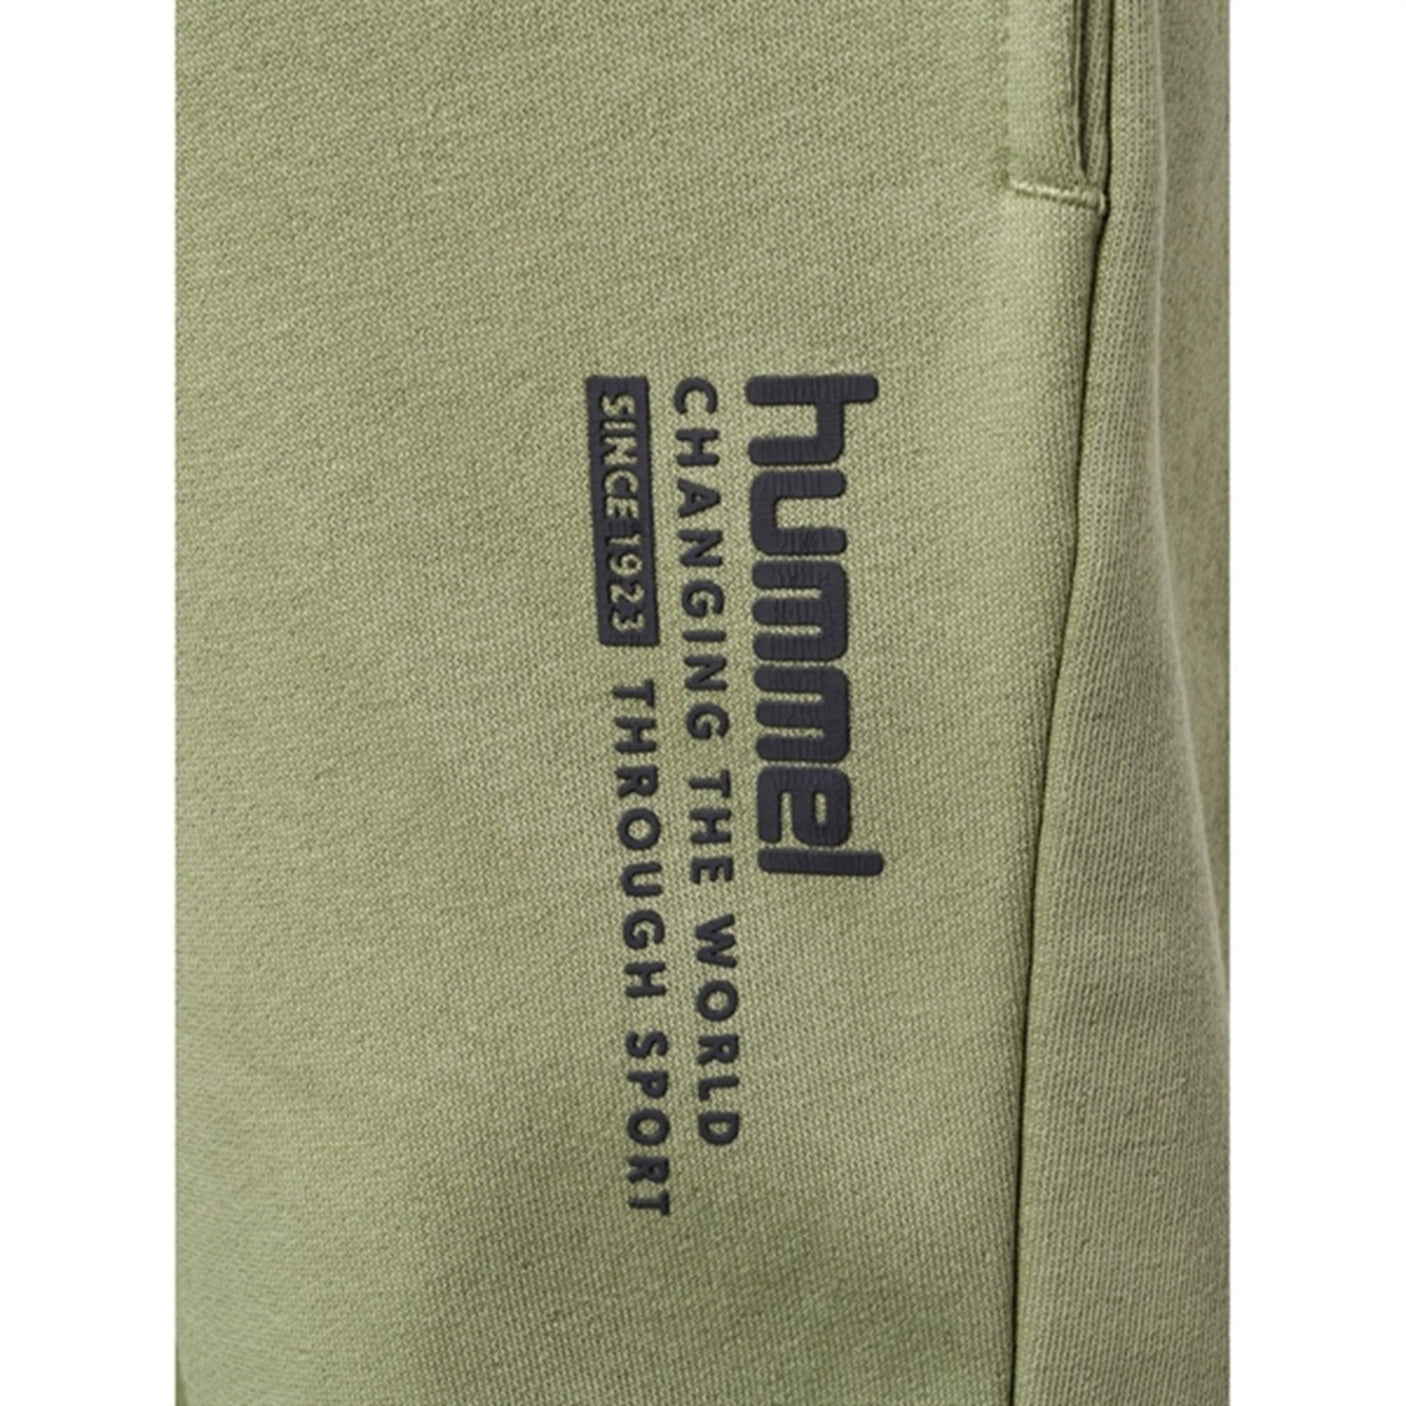 hummel
CHANGING THE WORLD
SINCE 1923 THROUGH SPORT